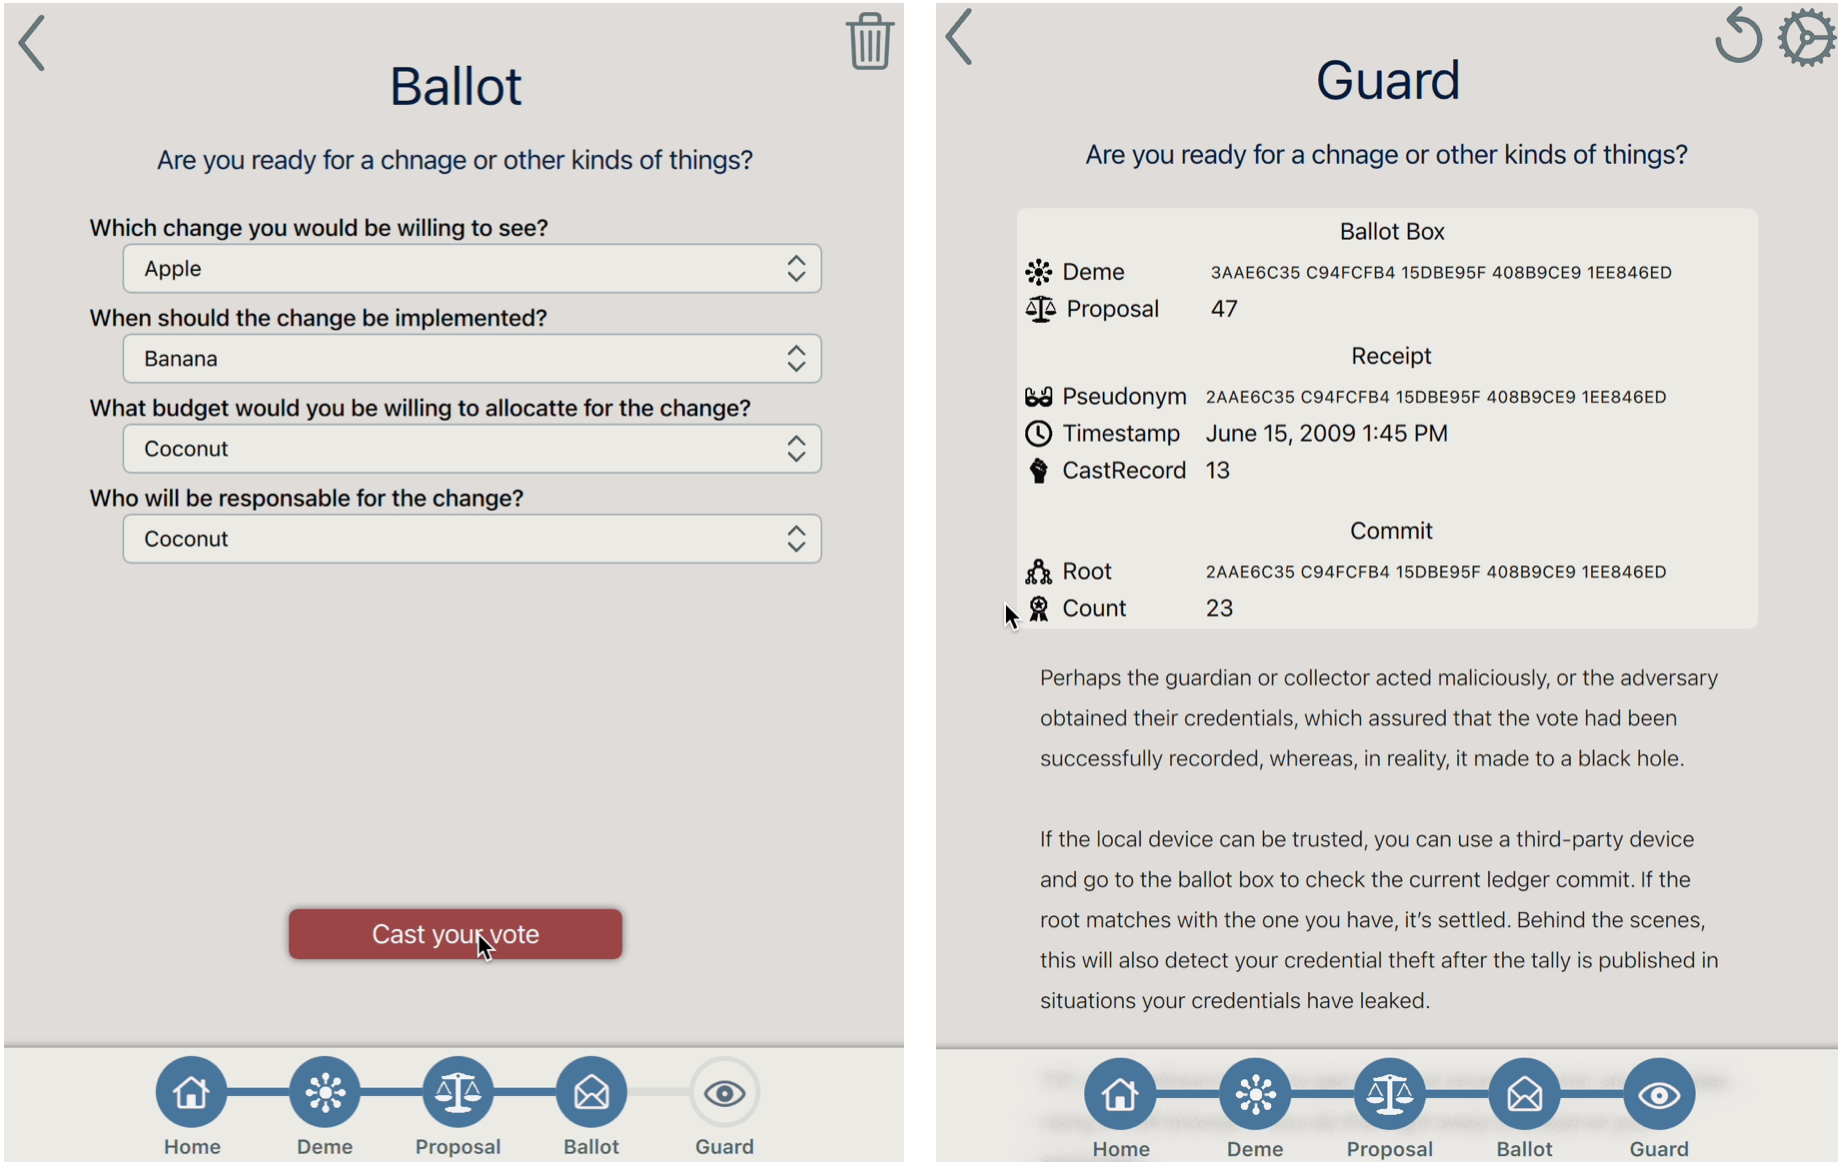 Ballot
Are you ready for a chnage or other kinds of things?
Which change you would be willing to see?
Apple
When should the change be implemented?
Banana
What budget would you be willing to allocatte for the change?
Coconut
Who will be responsable for the change?
Coconut
Cast your vote
Home
Deme
Proposal
Ballot
Guard
Guard
Are you ready for a chnage or other kinds of things?
Ballot Box
Deme 3AAE6C35 C94FCFB4 15DBE95F 408B9CE9 1EE846ED
Proposal 47
Receipt
Pseudonym 2AAE6C35 C94FCFB4 15DBE95F 408B9CE9 1EE846ED
Timestamp June 15, 2009 1:45 PM
CastRecord 13
Commit
Root 2AAE6C35 C94FCFB4 15DBE95F 408B9CE9 1EE846ED
Count 23
Perhaps the guardian or collector acted maliciously, or the adversary
obtained their credentials, which assured that the vote had been
successfully recorded, whereas, in reality, it made to a black hole.
If the local device can be trusted, you can use a third-party device
and go to the ballot box to check the current ledger commit. If the
root matches with the one you have, it's settled. Behind the scenes,
this will also detect your credential theft after the tally is published in
situations your credentials have leaked.
Home
Deme
Proposal
Ballot
Guard